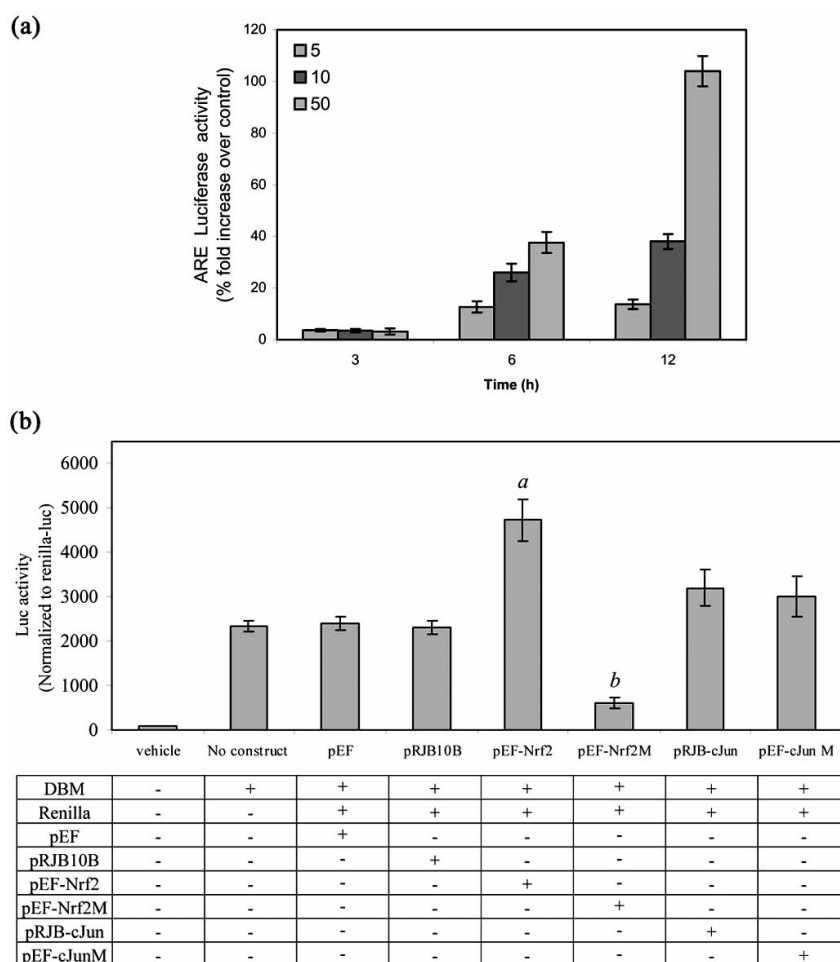 (a)
120
100
80
60
40
20
0
5
10
50
ARE Luciferase activity
(% fold increase over control)
3 6 12
Time (h)
(b)
6000
5000
4000
3000
2000
1000
0
Luc activity
(Normalized to renilla-luc)
a
b
vehicle No construct pEF pRJB10B pEF-Nrf2 pEF-Nrf2M pRJB-cJun pEF-cJun M
DBM - + + + + + + +
Renilla - - + + + + + +
pEF - - + - - - - -
pRJB10B - - - + - - - -
pEF-Nrf2 - - - - + - - -
pEF-Nrf2M - - - - - + - -
pRJB-cJun - - - - - - + -
pEF-cJunM - - - - - - - +